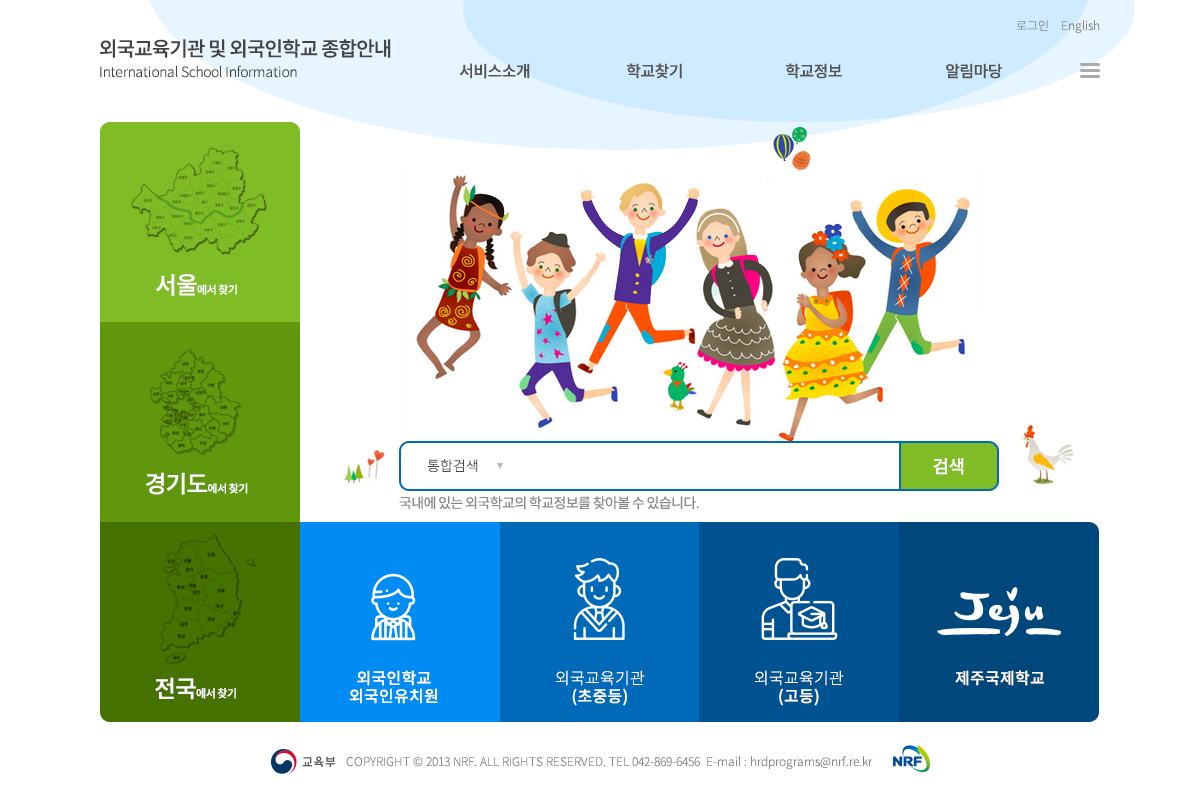 로그인 English
외국교육기관 및 외국인학교 종합안내
International School Information
서비스소개 학교찾기 학교정보 알림마당
서울에서 찾기
경기도에서 찾기
통합검색 ▼ 검색
국내에 있는 외국학교의 학교정보를 찾아볼 수 있습니다.
전국에서 찾기
외국인학교
외국인유치원
외국교육기관
(초중등)
외국교육기관
(고등)
Jeju
제주국제학교
교육부 COPYRIGHT © 2013 NRF. ALL RIGHTS RESERVED. TEL 042-869-6456 E-mail : hrdprograms@nrf.re.kr NRF